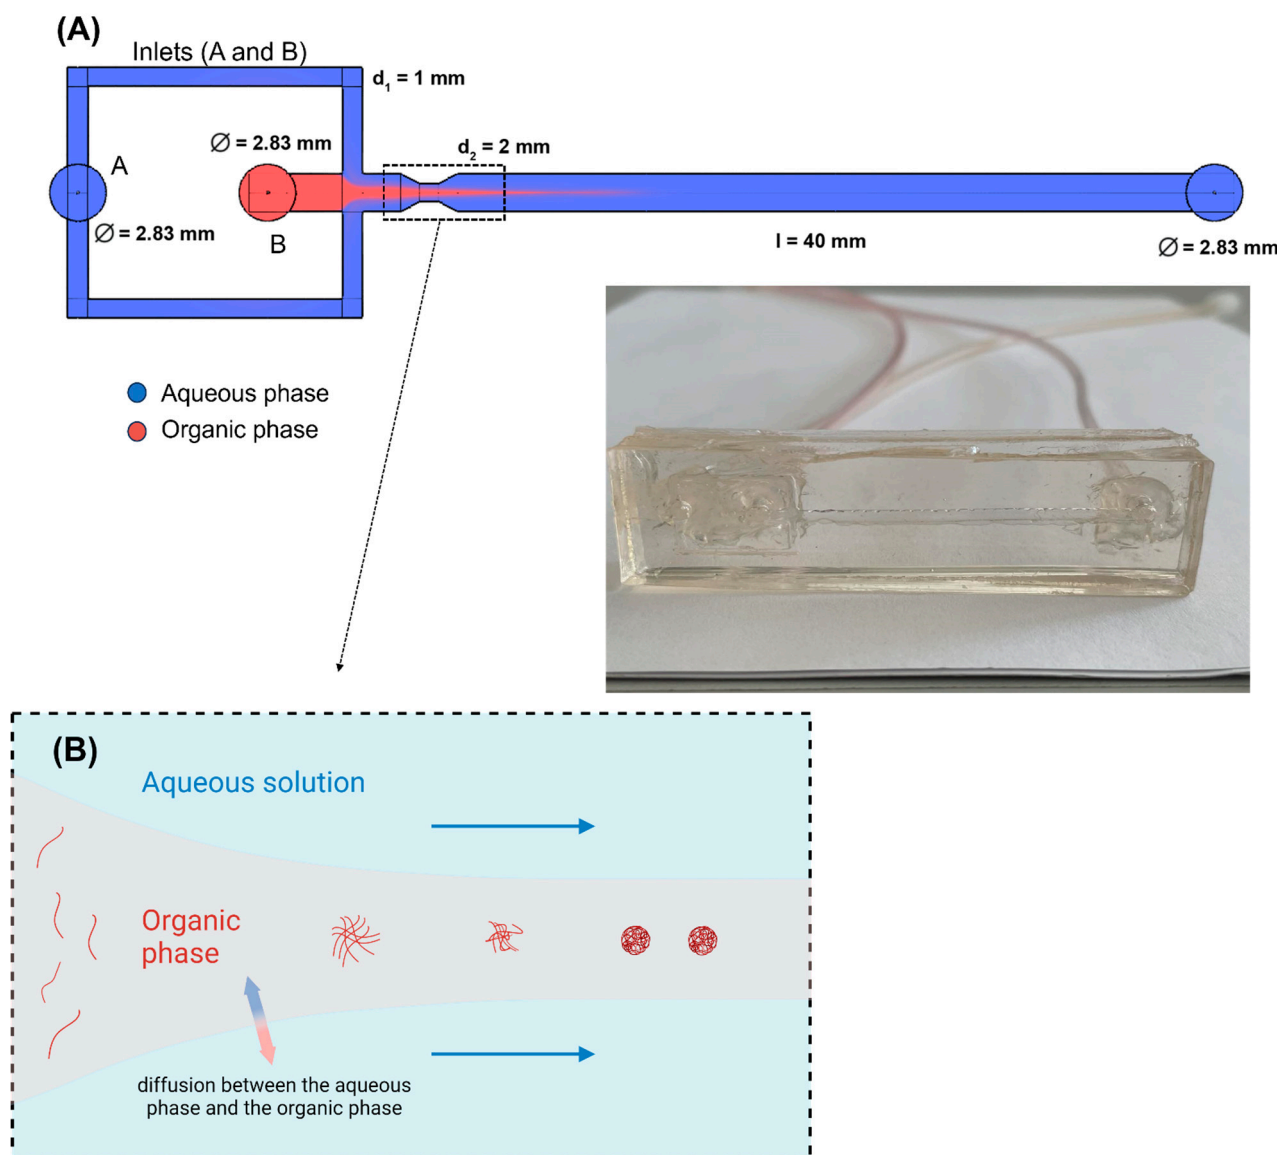 (A)
Inlets (A and B)
d₁ = 1 mm
∅ = 2.83 mm
d₂ = 2 mm
A
∅ = 2.83 mm
B
l = 40 mm
∅ = 2.83 mm
Aqueous phase
Organic phase
(B)
Aqueous solution
Organic
phase
diffusion between the aqueous
phase and the organic phase